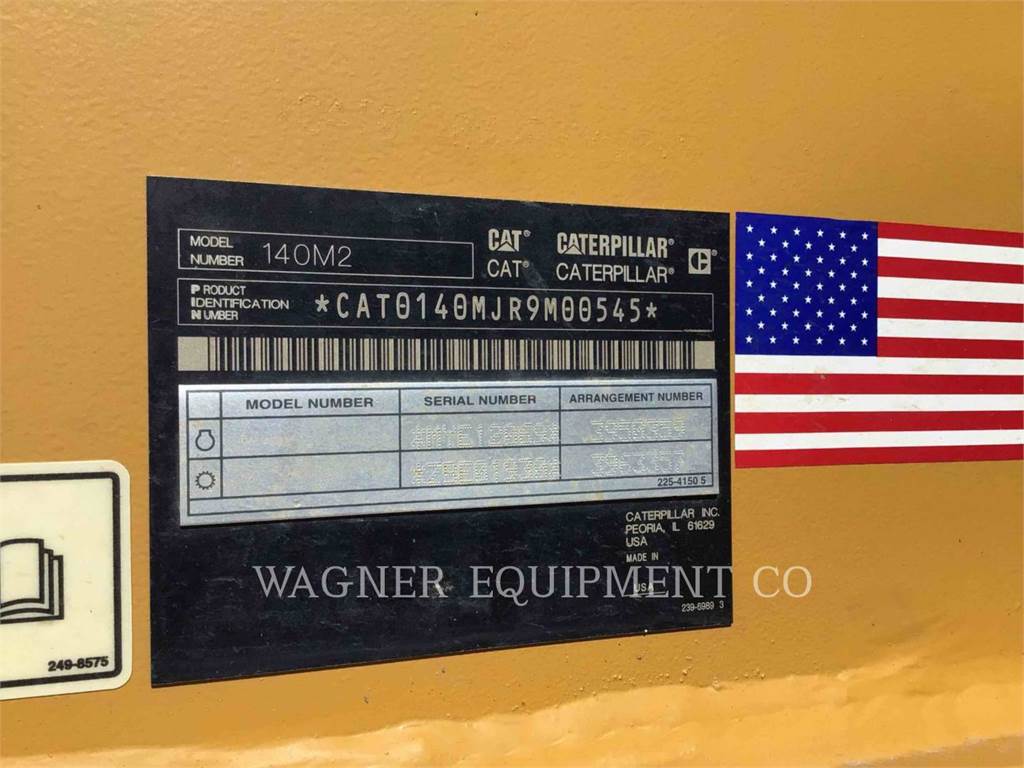 MODEL
NUMBER 140M2
CAT® CATERPILLAR®
CAT® CATERPILLAR®
PRODUCT
IDENTIFICATION
NUMBER
*CAT0140MJR9M00545*
MODEL NUMBER SERIAL NUMBER ARRANGEMENT NUMBER
225-4150 5
CATERPILLAR INC.
PEORIA, IL 61629
USA
MADE IN
USA
239-6989 3
249-8575
WAGNER EQUIPMENT CO